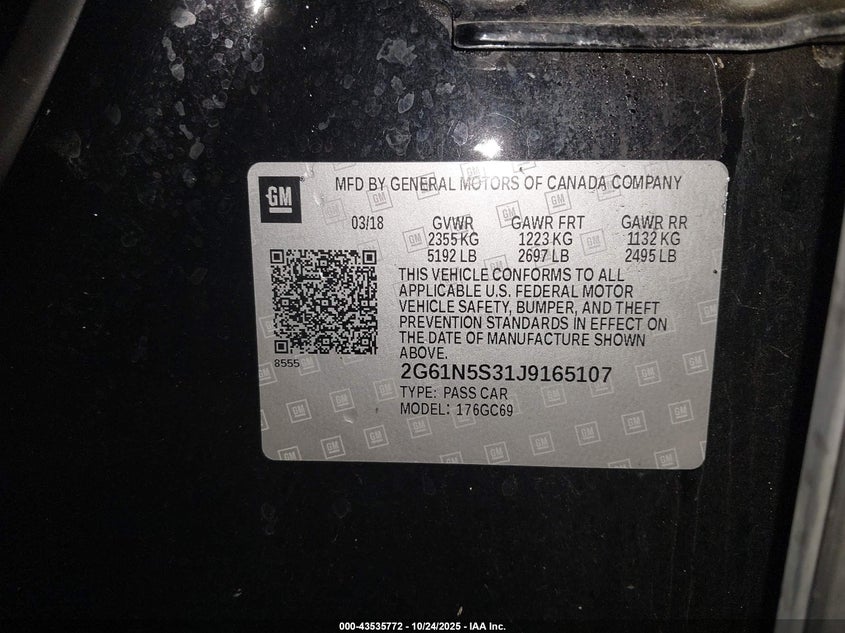 GM
MFD BY GENERAL MOTORS OF CANADA COMPANY
03/18 GVWR GAWR FRT GAWR RR
2355 KG 1223 KG 1132 KG
5192 LB 2697 LB 2495 LB
THIS VEHICLE CONFORMS TO ALL
APPLICABLE U.S. FEDERAL MOTOR
VEHICLE SAFETY, BUMPER, AND THEFT
PREVENTION STANDARDS IN EFFECT ON
THE DATE OF MANUFACTURE SHOWN
ABOVE.
8555
2G61N5S31J9165107
TYPE: PASS CAR
MODEL: 176GC69
000-43535772 - 10/24/2025 - IAA Inc.